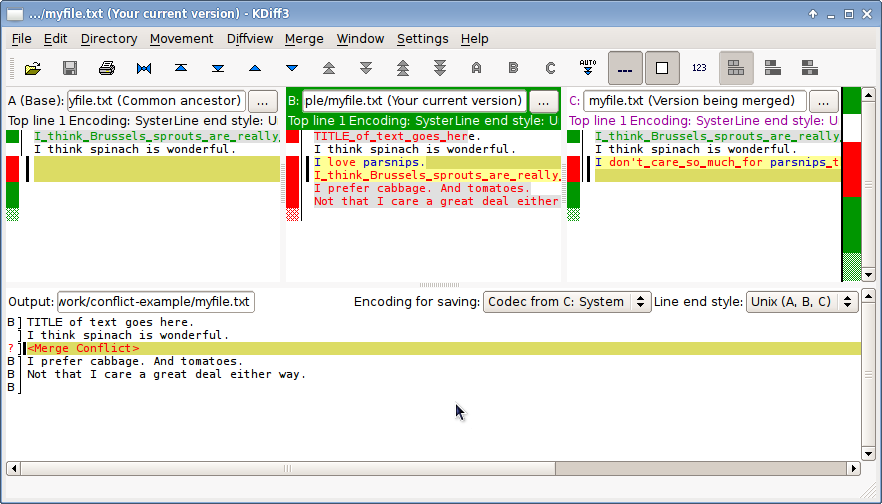 .../myfile.txt (Your current version) - KDiff3
File Edit Directory Movement Diffview Merge Window Settings Help
A B C AUTO --- 123
A (Base): yfile.txt (Common ancestor) ...
Top line 1 Encoding: System Line end style: U
I_think_Brussels_sprouts_are_really_
I think spinach is wonderful.
B: ple/myfile.txt (Your current version) ...
Top line 1 Encoding: System Line end style: U
TITLE_of_text_goes_here.
I think spinach is wonderful.
I love parsnips.
I_think_Brussels_sprouts_are_really_
I prefer cabbage. And tomatoes.
Not that I care a great deal either
C: myfile.txt (Version being merged) ...
Top line 1 Encoding: System Line end style: U
I_think_Brussels_sprouts_are_really_
I think spinach is wonderful.
I don't_care_so_much_for parsnips_t
Output: work/conflict-example/myfile.txt Encoding for saving: Codec from C: System Line end style: Unix (A, B, C)
B] TITLE of text goes here.
] I think spinach is wonderful.
?] <Merge Conflict>
B] I prefer cabbage. And tomatoes.
B] Not that I care a great deal either way.
B]